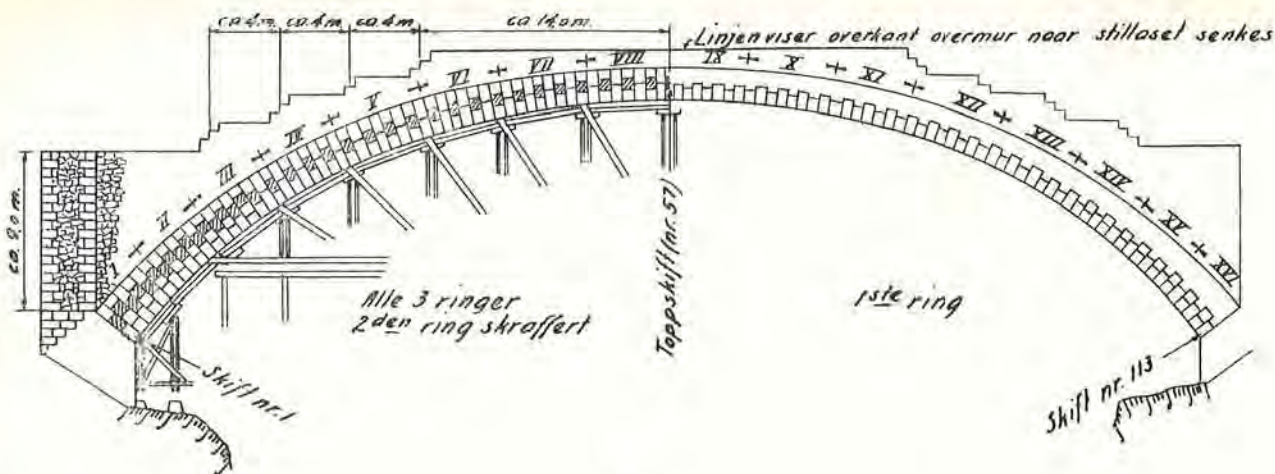 ca 4m. ca. 4m. ca. 4m. ca 14,0 m.
Linjen viser overkant overmur naar stillaset senkes
I II III IV V VI VII VIII IX X XI XII XIII XIV XV XVI
ca. 9,0 m.
Alle 3 ringer
2den ring skraffert
Toppskift (nr. 57)
1ste ring
Skift nr. 1
Skift nr. 113